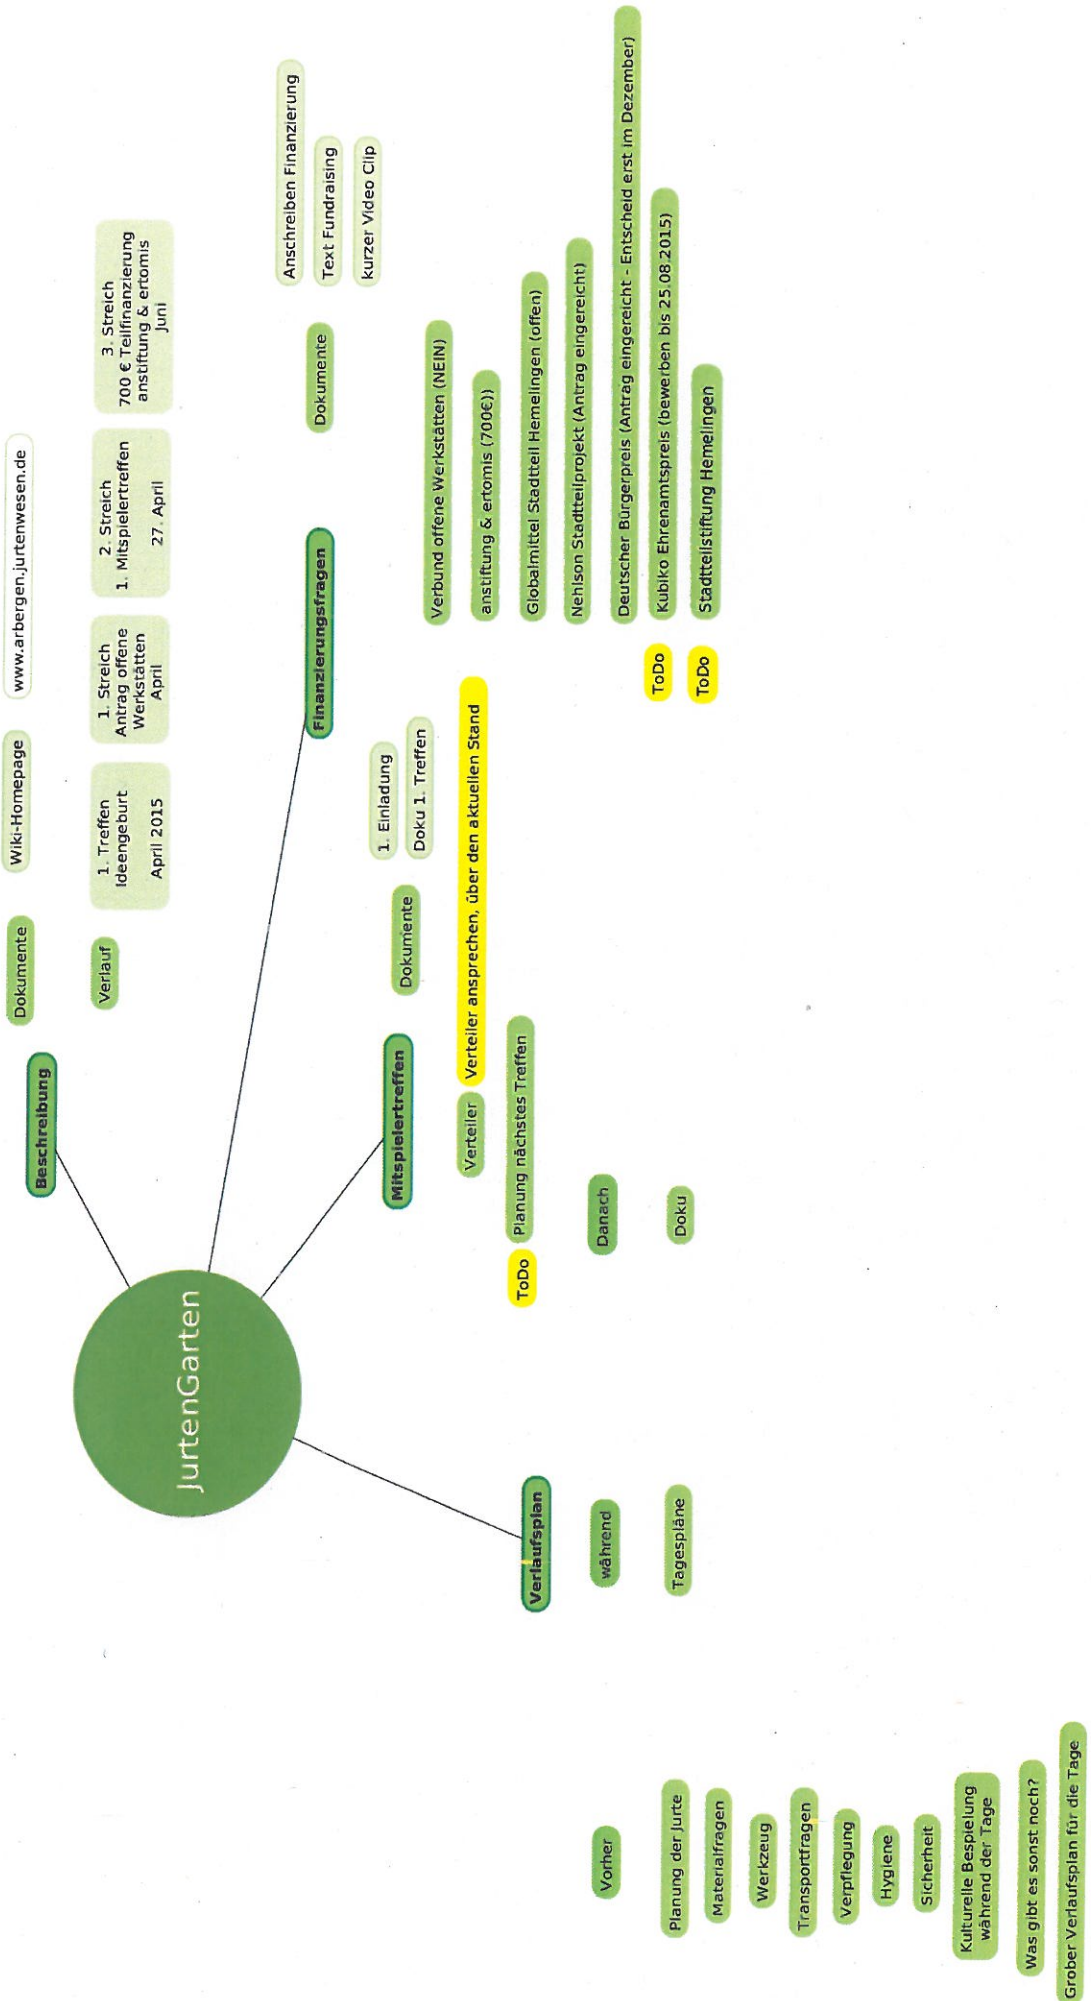 JurtenGarten
Beschreibung
Dokumente
Wiki-Homepage
www.arbergen.jurtenwesen.de
Verlauf
1. Treffen
Ideengeburt
April 2015
1. Streich
Antrag offene
Werkstätten
April
2. Streich
1. Mitspielertreffen
27. April
3. Streich
700 € Teilfinanzierung
anstiftung & ertomis
Juni
Finanzierungsfragen
Dokumente
Anschreiben Finanzierung
Text Fundraising
kurzer Video Clip
Verbund offene Werkstätten (NEIN)
anstiftung & ertomis (700€))
Globalmittel Stadtteil Hemelingen (offen)
Nehlson Stadtteilprojekt (Antrag eingereicht)
Deutscher Bürgerpreis (Antrag eingereicht - Entscheid erst im Dezember)
ToDo
Kubiko Ehrenamtspreis (bewerben bis 25.08.2015)
ToDo
Stadtteilstiftung Hemelingen
Mitspielertreffen
Dokumente
1. Einladung
Doku 1. Treffen
Verteiler
Verteiler ansprechen, über den aktuellen Stand
ToDo
Planung nächstes Treffen
Verlaufsplan
Vorher
Planung der Jurte
Materialfragen
Werkzeug
Transportfragen
Verpflegung
Hygiene
Sicherheit
Kulturelle Bespielung
während der Tage
Was gibt es sonst noch?
Grober Verlaufsplan für die Tage
während
Tagespläne
Danach
Doku